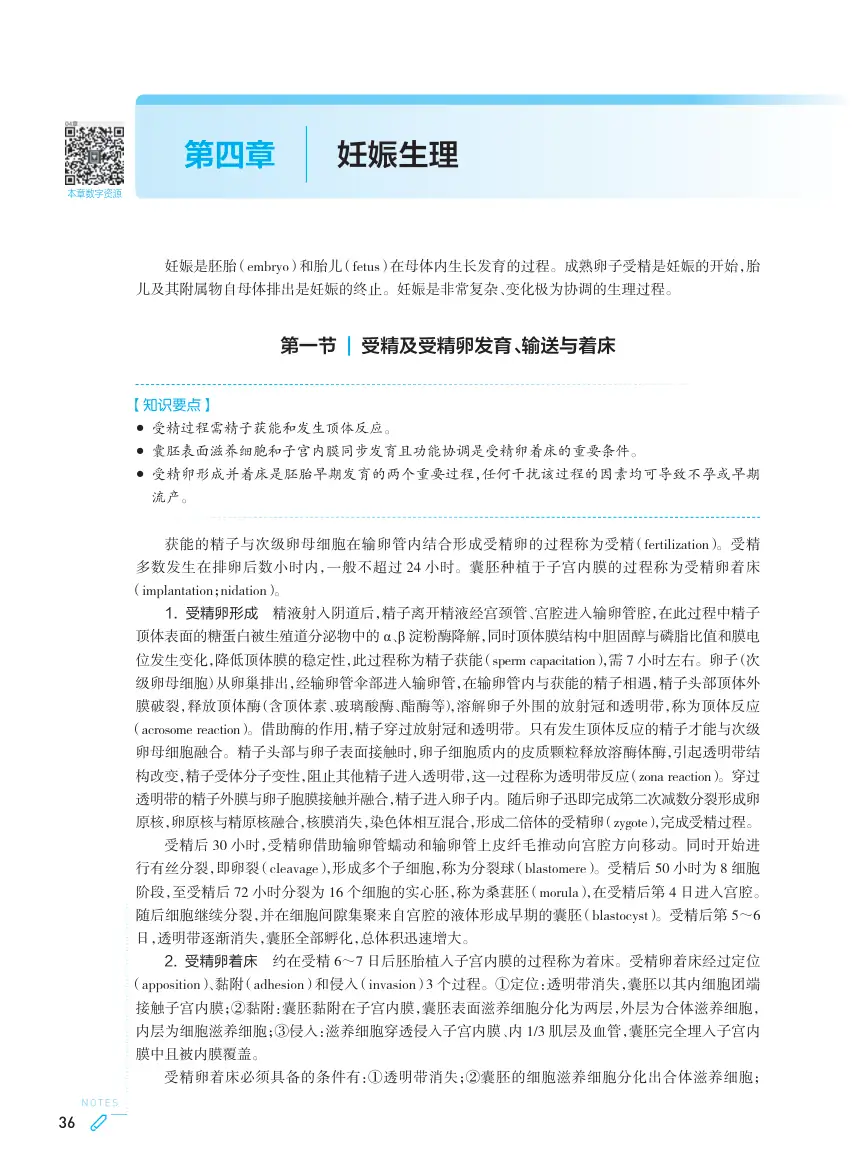 04章
本章数字资源
第四章 妊娠生理
妊娠是胚胎（embryo）和胎儿（fetus）在母体内生长发育的过程。成熟卵子受精是妊娠的开始,胎
儿及其附属物自母体排出是妊娠的终止。妊娠是非常复杂、变化极为协调的生理过程。
第一节 | 受精及受精卵发育、输送与着床
【知识要点】
● 受精过程需精子获能和发生顶体反应。
● 囊胚表面滋养细胞和子宫内膜同步发育且功能协调是受精卵着床的重要条件。
● 受精卵形成并着床是胚胎早期发育的两个重要过程,任何干扰该过程的因素均可导致不孕或早期
流产。
获能的精子与次级卵母细胞在输卵管内结合形成受精卵的过程称为受精（fertilization）。受精
多数发生在排卵后数小时内,一般不超过 24 小时。囊胚种植于子宫内膜的过程称为受精卵着床
（implantation;nidation）。
1. 受精卵形成 精液射入阴道后,精子离开精液经宫颈管、宫腔进入输卵管腔,在此过程中精子
顶体表面的糖蛋白被生殖道分泌物中的 α、β 淀粉酶降解,同时顶体膜结构中胆固醇与磷脂比值和膜电
位发生变化,降低顶体膜的稳定性,此过程称为精子获能（sperm capacitation）,需 7 小时左右。卵子（次
级卵母细胞）从卵巢排出,经输卵管伞部进入输卵管,在输卵管内与获能的精子相遇,精子头部顶体外
膜破裂,释放顶体酶（含顶体素、玻璃酸酶、酯酶等）,溶解卵子外围的放射冠和透明带,称为顶体反应
（acrosome reaction）。借助酶的作用,精子穿过放射冠和透明带。只有发生顶体反应的精子才能与次级
卵母细胞融合。精子头部与卵子表面接触时,卵子细胞质内的皮质颗粒释放溶酶体酶,引起透明带结
构改变,精子受体分子变性,阻止其他精子进入透明带,这一过程称为透明带反应（zona reaction）。穿过
透明带的精子外膜与卵子胞膜接触并融合,精子进入卵子内。随后卵子迅即完成第二次减数分裂形成卵
原核,卵原核与精原核融合,核膜消失,染色体相互混合,形成二倍体的受精卵（zygote）,完成受精过程。
受精后 30 小时,受精卵借助输卵管蠕动和输卵管上皮纤毛推动向宫腔方向移动。同时开始进
行有丝分裂,即卵裂（cleavage）,形成多个子细胞,称为分裂球（blastomere）。受精后 50 小时为 8 细胞
阶段,至受精后 72 小时分裂为 16 个细胞的实心胚,称为桑葚胚（morula）,在受精后第 4 日进入宫腔。
随后细胞继续分裂,并在细胞间隙集聚来自宫腔的液体形成早期的囊胚（blastocyst）。受精后第 5～6
日,透明带逐渐消失,囊胚全部孵化,总体积迅速增大。
2. 受精卵着床 约在受精 6～7 日后胚胎植入子宫内膜的过程称为着床。受精卵着床经过定位
（apposition）、黏附（adhesion）和侵入（invasion）3 个过程。①定位:透明带消失,囊胚以其内细胞团端
接触子宫内膜;②黏附:囊胚黏附在子宫内膜,囊胚表面滋养细胞分化为两层,外层为合体滋养细胞,
内层为细胞滋养细胞;③侵入:滋养细胞穿透侵入子宫内膜、内 1/3 肌层及血管,囊胚完全埋入子宫内
膜中且被内膜覆盖。
受精卵着床必须具备的条件有:①透明带消失;②囊胚的细胞滋养细胞分化出合体滋养细胞;
NOTES
36